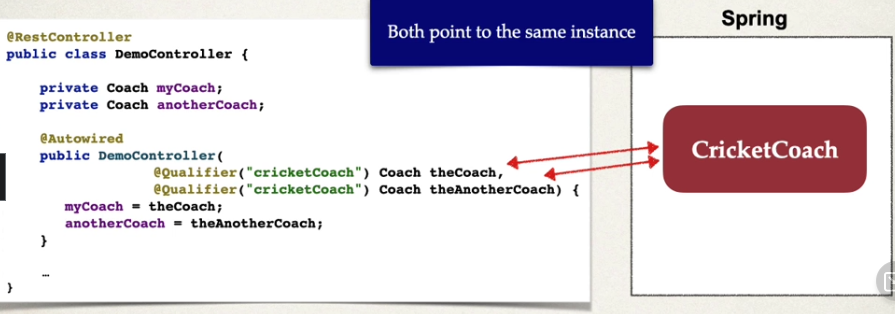 @RestController
public class DemoController {
private Coach myCoach;
private Coach anotherCoach;
@Autowired
public DemoController(
@Qualifier("cricketCoach") Coach theCoach,
@Qualifier("cricketCoach") Coach theAnotherCoach) {
myCoach = theCoach;
anotherCoach = theAnotherCoach;
}
…
}
Both point to the same instance
Spring
CricketCoach